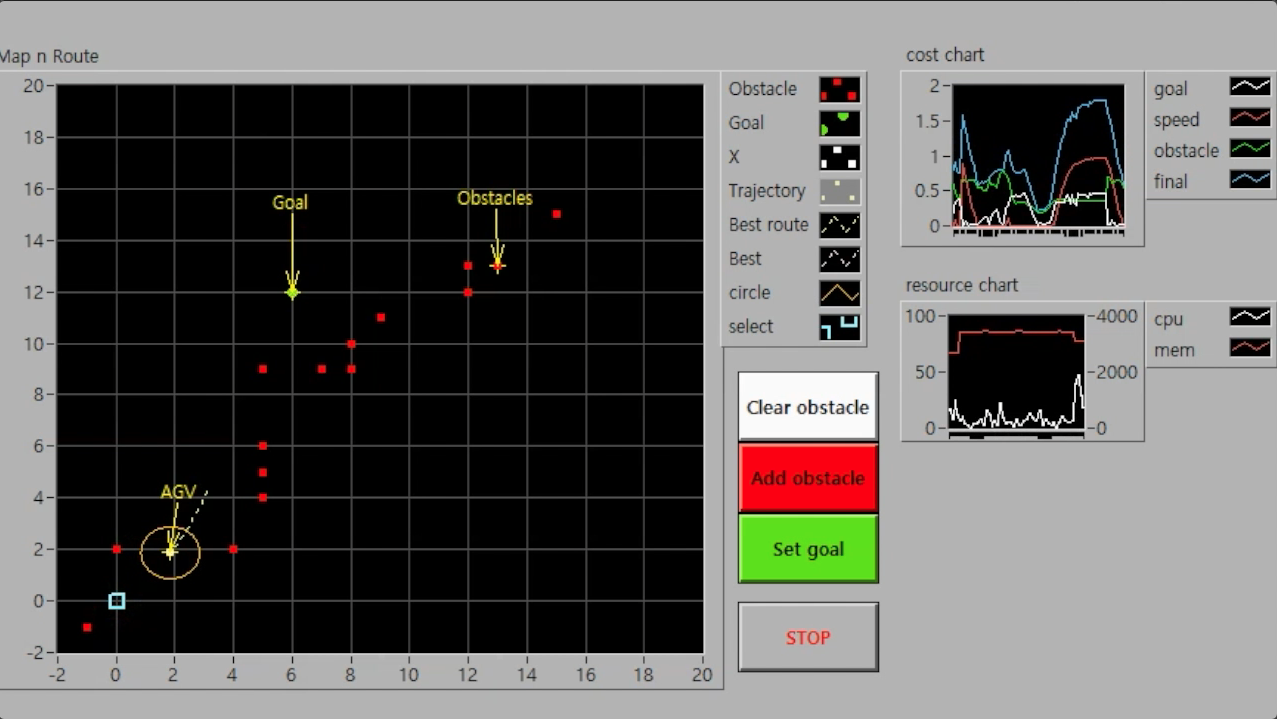 Map n Route
20
18
16
14
12
10
8
6
4
2
0
-2
-2 0 2 4 6 8 10 12 14 16 18 20
Goal
Obstacles
AGV
Obstacle
Goal
X
Trajectory
Best route
Best
circle
select
Clear obstacle
Add obstacle
Set goal
STOP
cost chart
2
1.5
1
0.5
0
goal
speed
obstacle
final
resource chart
100
50
0
4000
2000
0
cpu
mem